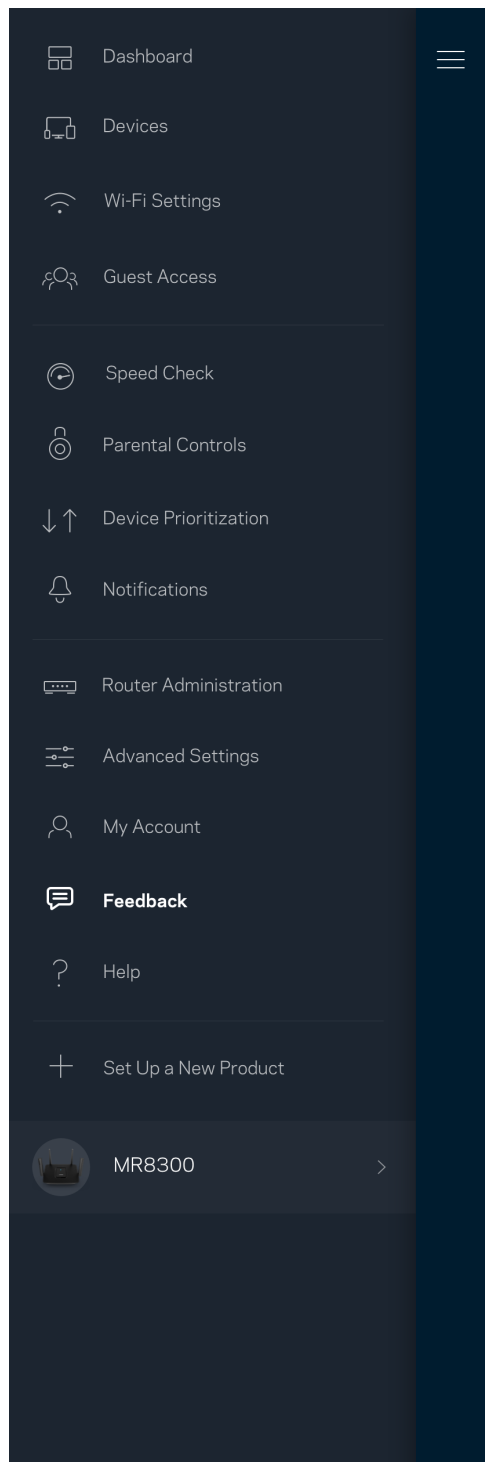 Dashboard
Devices
Wi-Fi Settings
Guest Access
Speed Check
Parental Controls
Device Prioritization
Notifications
Router Administration
Advanced Settings
My Account
Feedback
Help
Set Up a New Product
MR8300